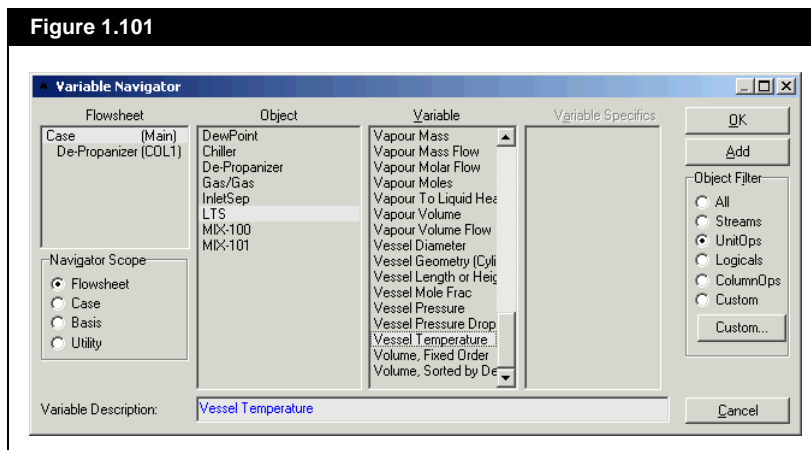 Figure 1.101
Variable Navigator
Flowsheet
Case (Main)
De-Propanizer (COL1)
Navigator Scope
Flowsheet
Case
Basis
Utility
Object
DewPoint
Chiller
De-Propanizer
Gas/Gas
InletSep
LTS
MIX-100
MIX-101
Variable
Vapour Mass
Vapour Mass Flow
Vapour Molar Flow
Vapour Moles
Vapour To Liquid Hea
Vapour Volume
Vapour Volume Flow
Vessel Diameter
Vessel Geometry (Cyli
Vessel Length or Heig
Vessel Mole Frac
Vessel Pressure
Vessel Pressure Drop
Vessel Temperature
Volume, Fixed Order
Volume, Sorted by De
Variable Specifics
OK
Add
Object Filter
All
Streams
UnitOps
Logicals
ColumnOps
Custom
Custom...
Variable Description: Vessel Temperature
Cancel